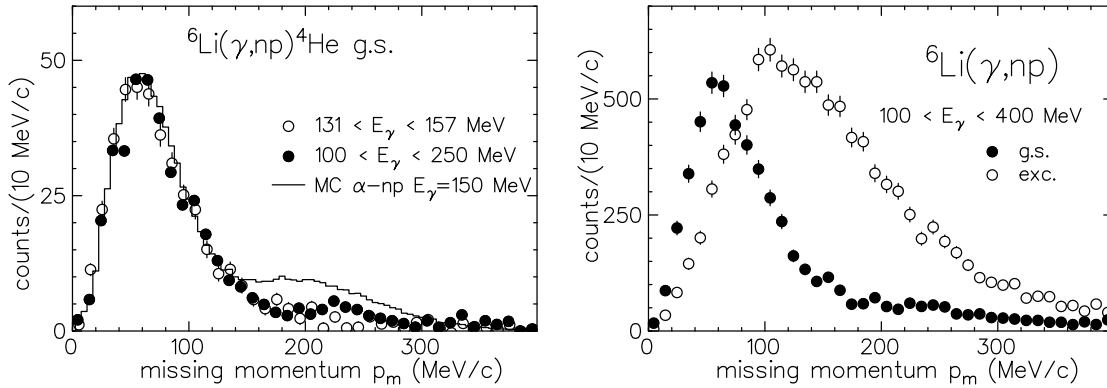 ⁶Li(γ,np)⁴He g.s.
131 < Eγ < 157 MeV
100 < Eγ < 250 MeV
MC α−np Eγ=150 MeV
counts/(10 MeV/c)
50
25
0
0 100 200 300
missing momentum pₘ (MeV/c)
⁶Li(γ,np)
100 < Eγ < 400 MeV
g.s.
exc.
counts/(10 MeV/c)
500
250
0
0 100 200 300
missing momentum pₘ (MeV/c)